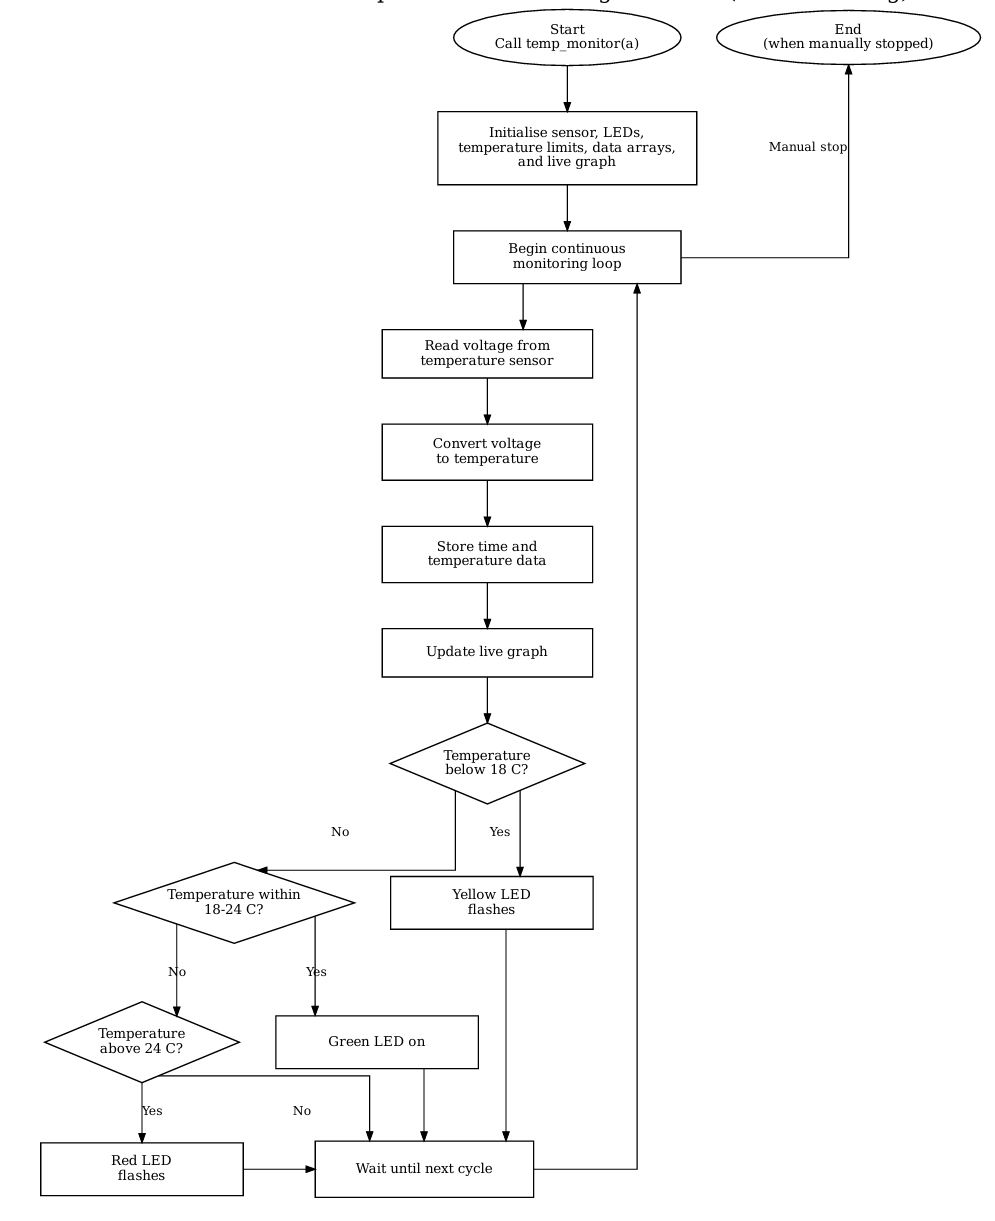 Start
Call temp_monitor(a)
End
(when manually stopped)
Initialise sensor, LEDs,
temperature limits, data arrays,
and live graph
Manual stop
Begin continuous
monitoring loop
Read voltage from
temperature sensor
Convert voltage
to temperature
Store time and
temperature data
Update live graph
Temperature
below 18 C?
No
Yes
Temperature within
18-24 C?
Yellow LED
flashes
No
Yes
Temperature
above 24 C?
Green LED on
Yes
No
Red LED
flashes
Wait until next cycle